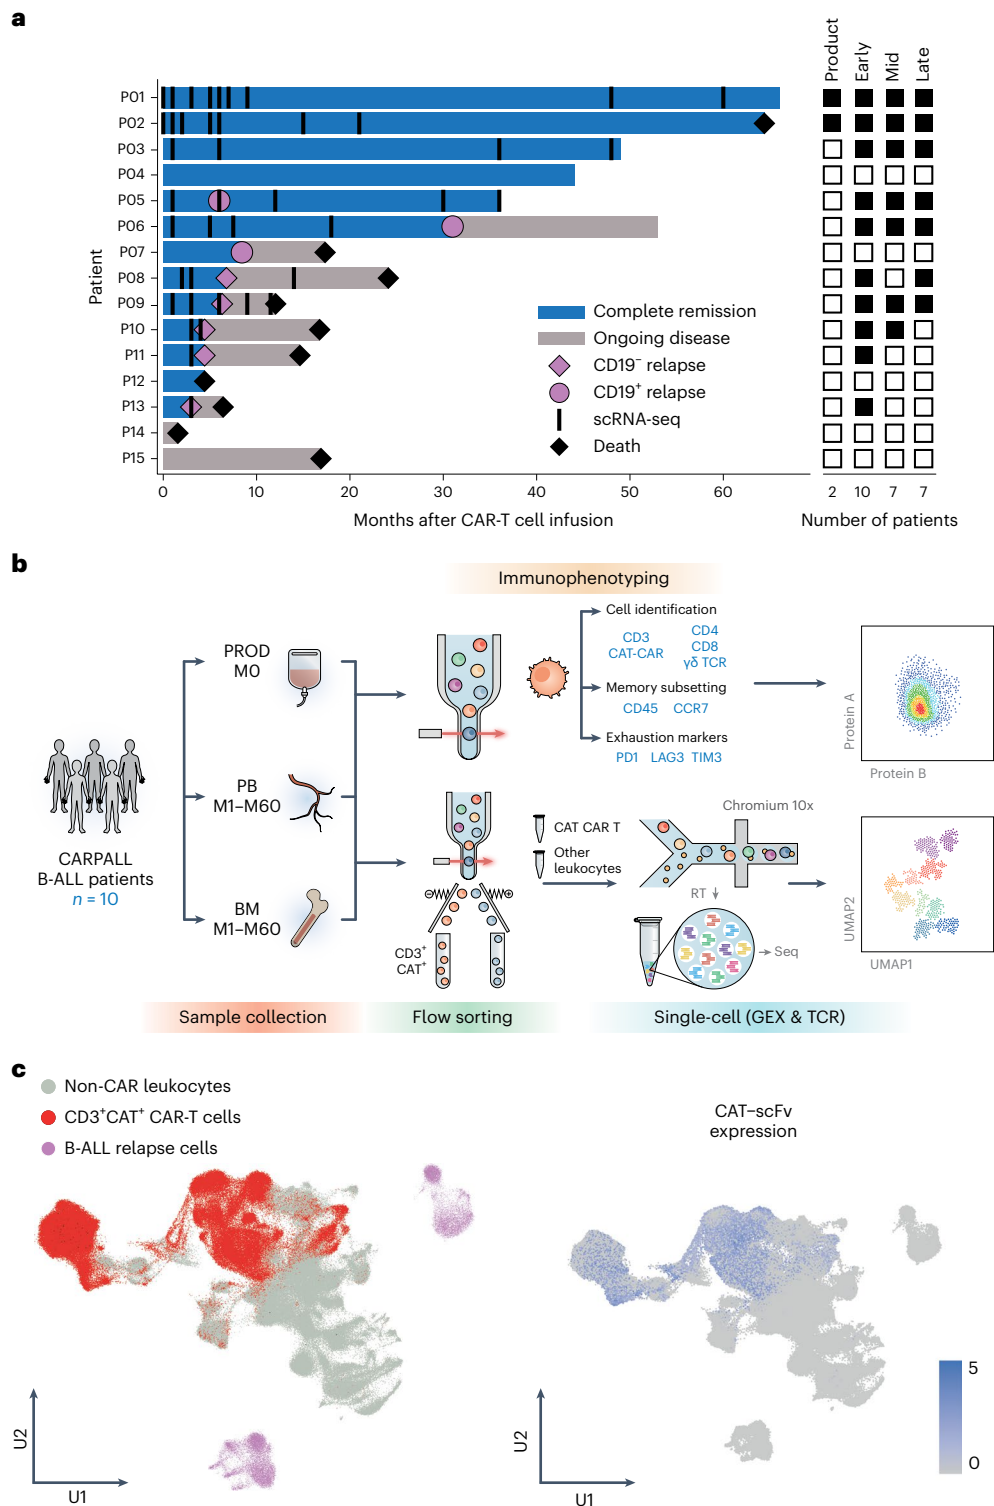 a
Product
Early
Mid
Late
P01
P02
P03
P04
P05
P06
P07
P08
P09
P10
P11
P12
P13
P14
P15
Patient
Complete remission
Ongoing disease
CD19⁻ relapse
CD19⁺ relapse
scRNA-seq
Death
0 10 20 30 40 50 60
Months after CAR-T cell infusion
2 10 7 7
Number of patients
b
Immunophenotyping
Cell identification
CD3
CAT-CAR
CD4
CD8
γδ TCR
Memory subsetting
CD45 CCR7
Exhaustion markers
PD1 LAG3 TIM3
Protein A
Protein B
PROD
M0
PB
M1–M60
BM
M1–M60
CARPALL
B-ALL patients
n = 10
CD3⁺
CAT⁺
CAT CAR T
Other
leukocytes
Chromium 10x
RT
Seq
UMAP2
UMAP1
Sample collection
Flow sorting
Single-cell (GEX & TCR)
c
Non-CAR leukocytes
CD3⁺CAT⁺ CAR-T cells
B-ALL relapse cells
U2
U1
CAT–scFv
expression
U2
U1
5
0